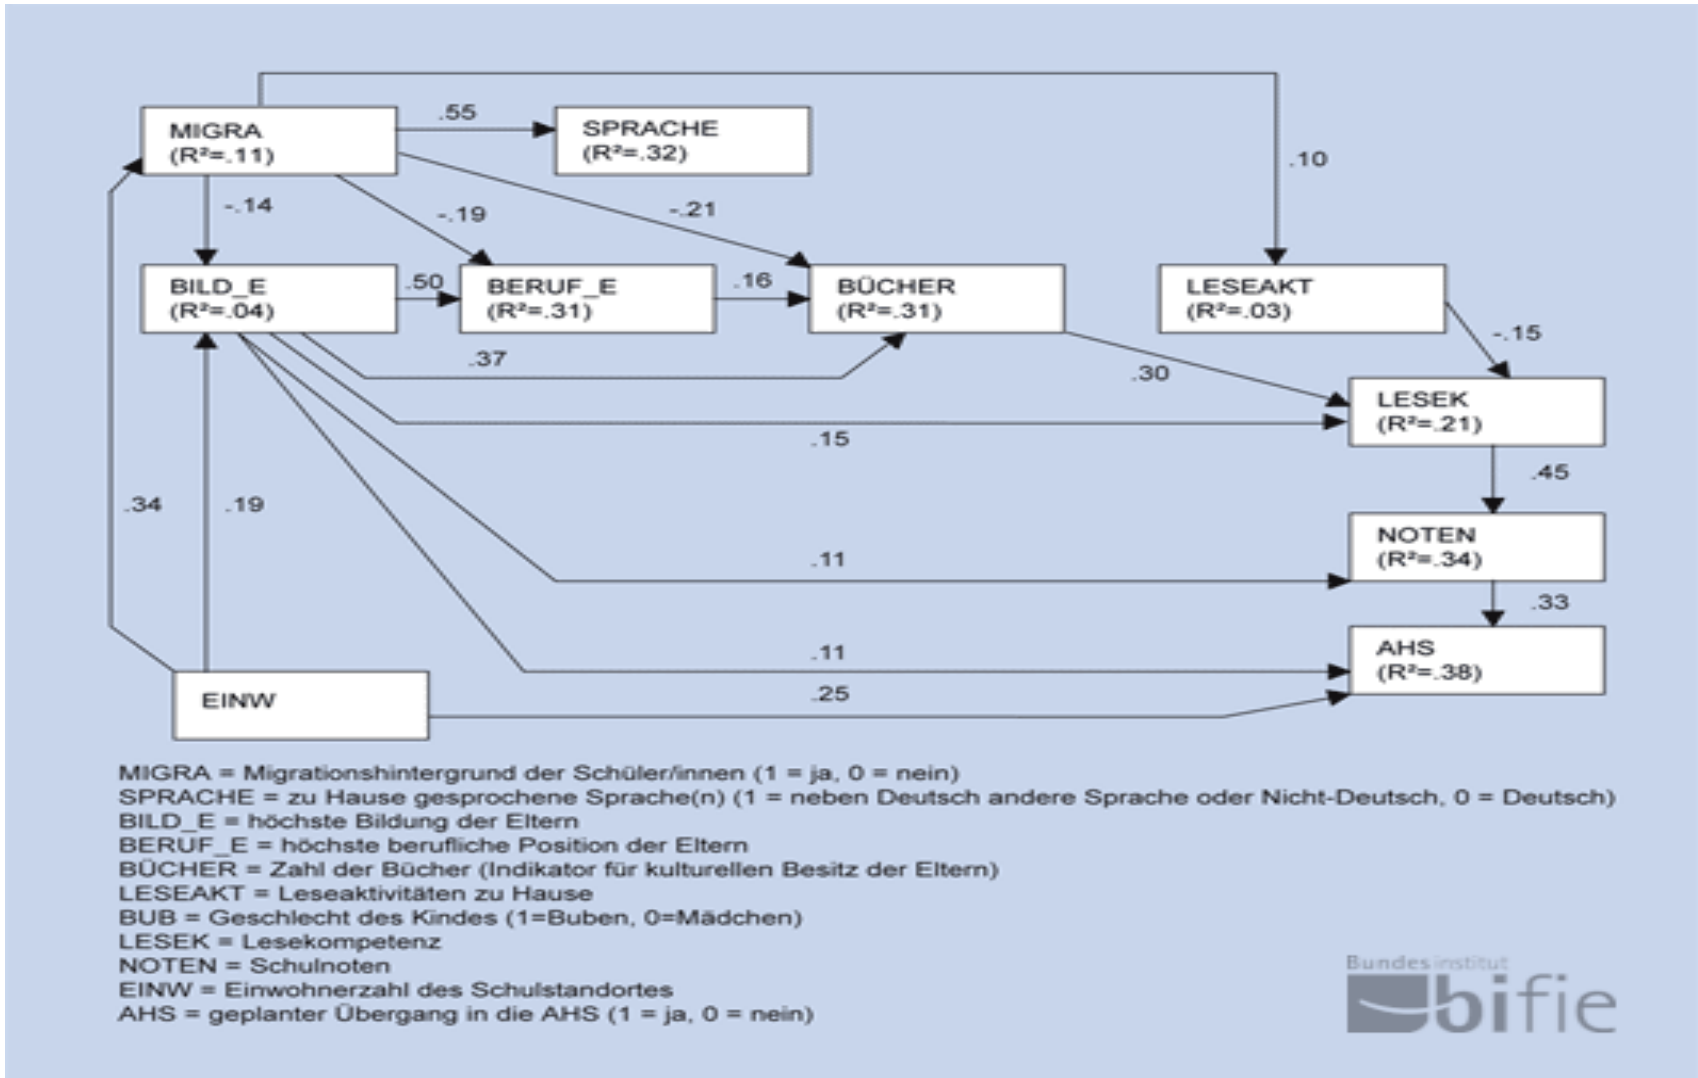 .55
MIGRA
(R²=.11)
SPRACHE
(R²=.32)
.10
-.14
-.19
-.21
BILD_E
(R²=.04)
.50
BERUF_E
(R²=.31)
.16
BÜCHER
(R²=.31)
LESEAKT
(R²=.03)
-.15
.37
.30
LESEK
(R²=.21)
.15
.45
.34
.19
NOTEN
(R²=.34)
.11
.33
AHS
(R²=.38)
.11
.25
EINW
MIGRA = Migrationshintergrund der Schüler/innen (1 = ja, 0 = nein)
SPRACHE = zu Hause gesprochene Sprache(n) (1 = neben Deutsch andere Sprache oder Nicht-Deutsch, 0 = Deutsch)
BILD_E = höchste Bildung der Eltern
BERUF_E = höchste berufliche Position der Eltern
BÜCHER = Zahl der Bücher (Indikator für kulturellen Besitz der Eltern)
LESEAKT = Leseaktivitäten zu Hause
BUB = Geschlecht des Kindes (1=Buben, 0=Mädchen)
LESEK = Lesekompetenz
NOTEN = Schulnoten
EINW = Einwohnerzahl des Schulstandortes
AHS = geplanter Übergang in die AHS (1 = ja, 0 = nein)
Bundesinstitut
bifie